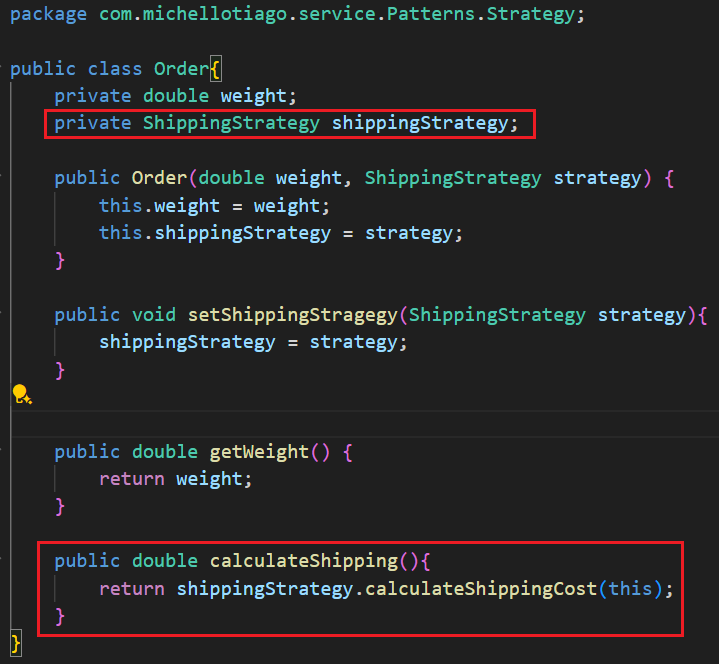 package com.michellotiago.service.Patterns.Strategy;
public class Order{
private double weight;
private ShippingStrategy shippingStrategy;
public Order(double weight, ShippingStrategy strategy) {
this.weight = weight;
this.shippingStrategy = strategy;
}
public void setShippingStragegy(ShippingStrategy strategy){
shippingStrategy = strategy;
}
public double getWeight() {
return weight;
}
public double calculateShipping(){
return shippingStrategy.calculateShippingCost(this);
}
}